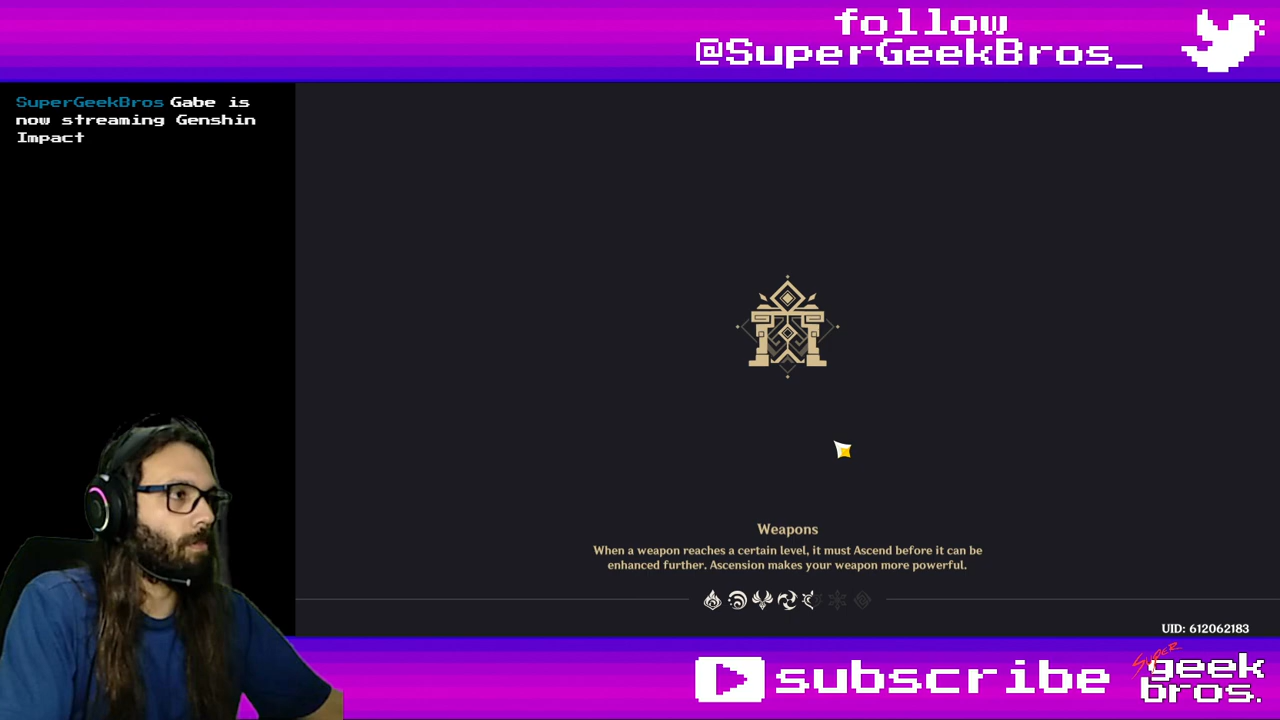 follow
@SuperGeekBros_
SuperGeekBros Gabe is
now streaming Genshin
Impact
Weapons
When a weapon reaches a certain level, it must Ascend before it can be
enhanced further. Ascension makes your weapon more powerful.
UID: 612062183
subscribe
SUPER
geek
bros.